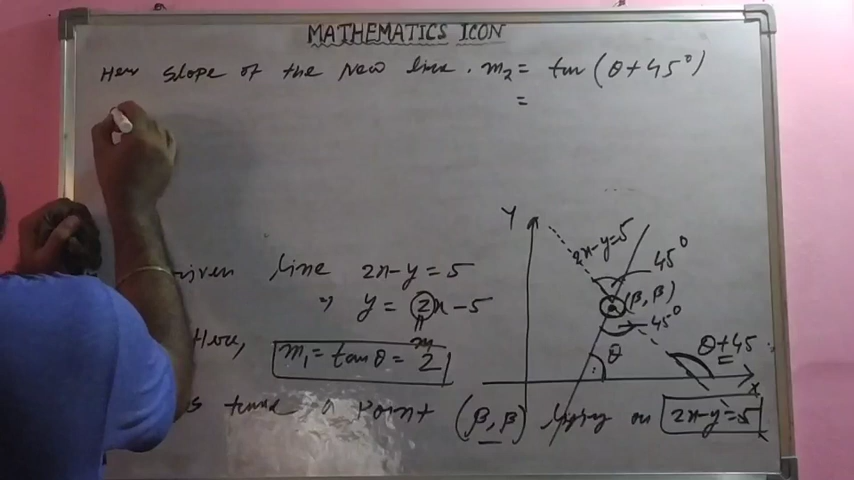 MATHEMATICS ICON
Here slope of the New line. m₂ = tan (θ+45°)
=
Given line 2x-y=5
⇒ y = 2x-5
m
Here, m₁ = tanθ = 2
a point (β, β) lying on 2x-y=5
Y
2x-y=5
45°
(β, β)
45°
θ
θ+45
x